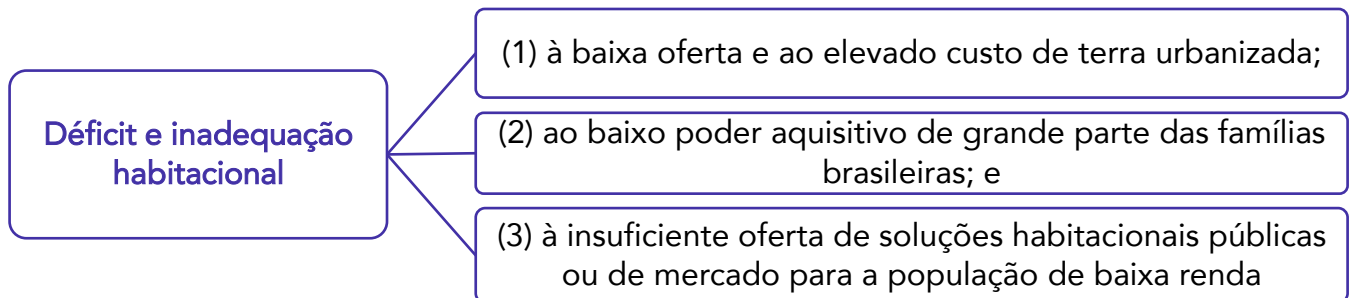 Déficit e inadequação
habitacional
(1) à baixa oferta e ao elevado custo de terra urbanizada;
(2) ao baixo poder aquisitivo de grande parte das famílias
brasileiras; e
(3) à insuficiente oferta de soluções habitacionais públicas
ou de mercado para a população de baixa renda